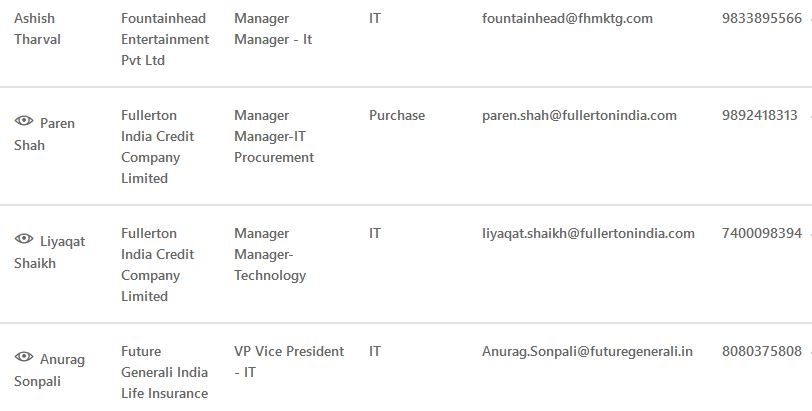 Ashish Tharval
Fountainhead Entertainment Pvt Ltd
Manager Manager - It
IT
fountainhead@fhmktg.com
9833895566
Paren Shah
Fullerton India Credit Company Limited
Manager Manager-IT Procurement
Purchase
paren.shah@fullertonindia.com
9892418313
Liyaqat Shaikh
Fullerton India Credit Company Limited
Manager Manager-Technology
IT
liyaqat.shaikh@fullertonindia.com
7400098394
Anurag Sonpali
Future Generali India Life Insurance
VP Vice President - IT
IT
Anurag.Sonpali@futuregenerali.in
8080375808